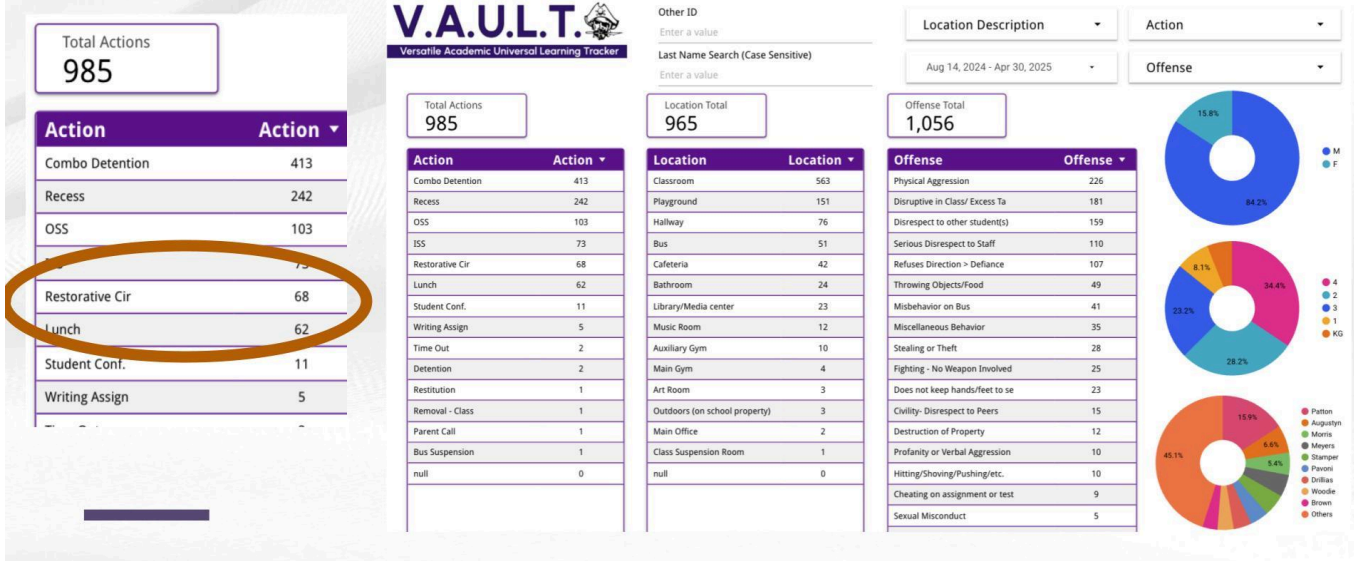 Total Actions
985
Action Action
Combo Detention 413
Recess 242
OSS 103
Restorative Cir 68
Lunch 62
Student Conf. 11
Writing Assign 5
V.A.U.L.T.
Versatile Academic Universal Learning Tracker
Other ID
Enter a value
Last Name Search (Case Sensitive)
Enter a value
Location Description
Action
Aug 14, 2024 - Apr 30, 2025
Offense
Total Actions
985
Action Action
Combo Detention 413
Recess 242
OSS 103
ISS 73
Restorative Cir 68
Lunch 62
Student Conf. 11
Writing Assign 5
Time Out 2
Detention 2
Restitution 1
Removal - Class 1
Parent Call 1
Bus Suspension 1
null 0
Location Total
965
Location Location
Classroom 563
Playground 151
Hallway 76
Bus 51
Cafeteria 42
Bathroom 24
Library/Media center 23
Music Room 12
Auxiliary Gym 10
Main Gym 4
Art Room 3
Outdoors (on school property) 3
Main Office 2
Class Suspension Room 1
null 0
Offense Total
1,056
Offense Offense
Physical Aggression 226
Disruptive in Class/ Excess Ta 181
Disrespect to other student(s) 159
Serious Disrespect to Staff 110
Refuses Direction > Defiance 107
Throwing Objects/Food 49
Misbehavior on Bus 41
Miscellaneous Behavior 35
Stealing or Theft 28
Fighting - No Weapon Involved 25
Does not keep hands/feet to se 23
Civility- Disrespect to Peers 15
Destruction of Property 12
Profanity or Verbal Aggression 10
Hitting/Shoving/Pushing/etc. 10
Cheating on assignment or test 9
Sexual Misconduct 5
15.8%
84.2%
M
F
8.1%
34.4%
23.2%
28.2%
4
2
3
1
KG
15.9%
6.6%
5.4%
45.1%
Patton
Augustyn
Morris
Meyers
Stamper
Pavoni
Drillias
Woodie
Brown
Others